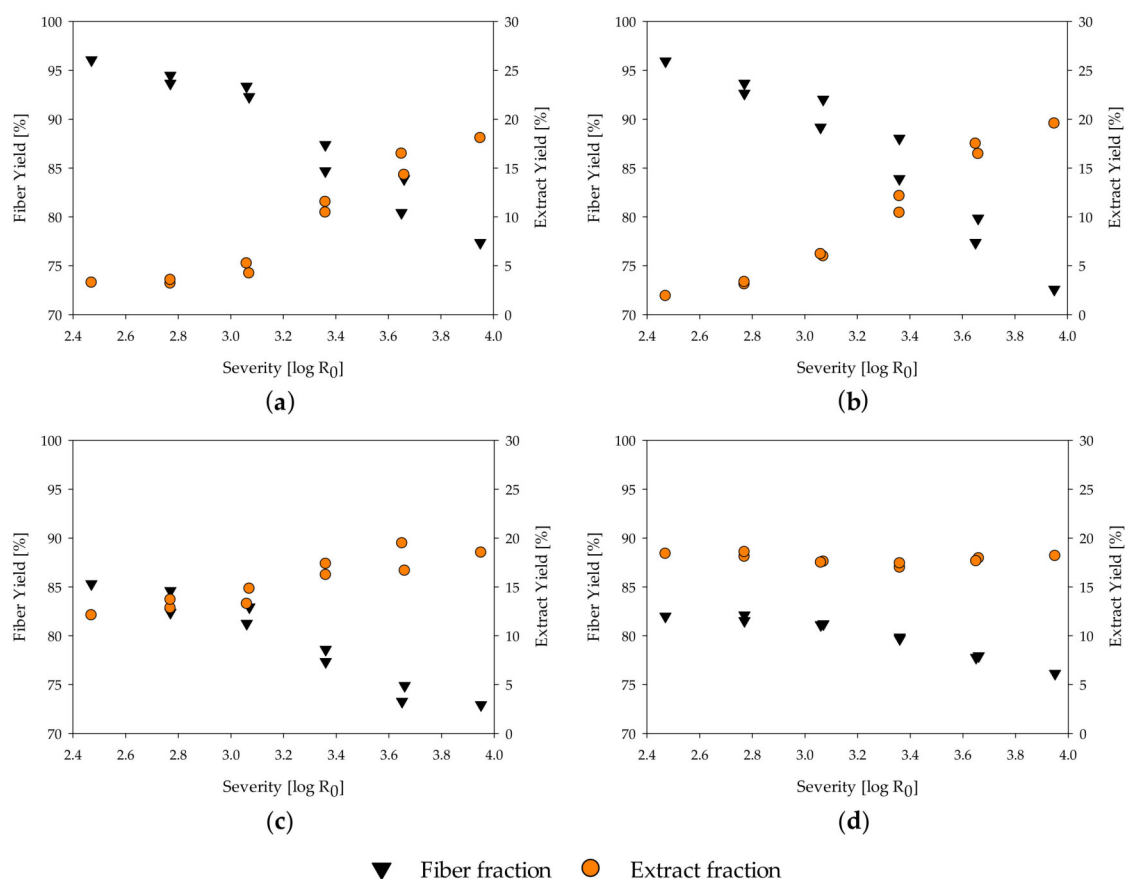 100 30
95 25
90 20
85 15
80 10
75 5
70 0
Fiber Yield [%]
Extract Yield [%]
2.4 2.6 2.8 3.0 3.2 3.4 3.6 3.8 4.0
Severity [log R0]
(a)
100 30
95 25
90 20
85 15
80 10
75 5
70 0
Fiber Yield [%]
Extract Yield [%]
2.4 2.6 2.8 3.0 3.2 3.4 3.6 3.8 4.0
Severity [log R0]
(b)
100 30
95 25
90 20
85 15
80 10
75 5
70 0
Fiber Yield [%]
Extract Yield [%]
2.4 2.6 2.8 3.0 3.2 3.4 3.6 3.8 4.0
Severity [log R0]
(c)
100 30
95 25
90 20
85 15
80 10
75 5
70 0
Fiber Yield [%]
Extract Yield [%]
2.4 2.6 2.8 3.0 3.2 3.4 3.6 3.8 4.0
Severity [log R0]
(d)
Fiber fraction Extract fraction